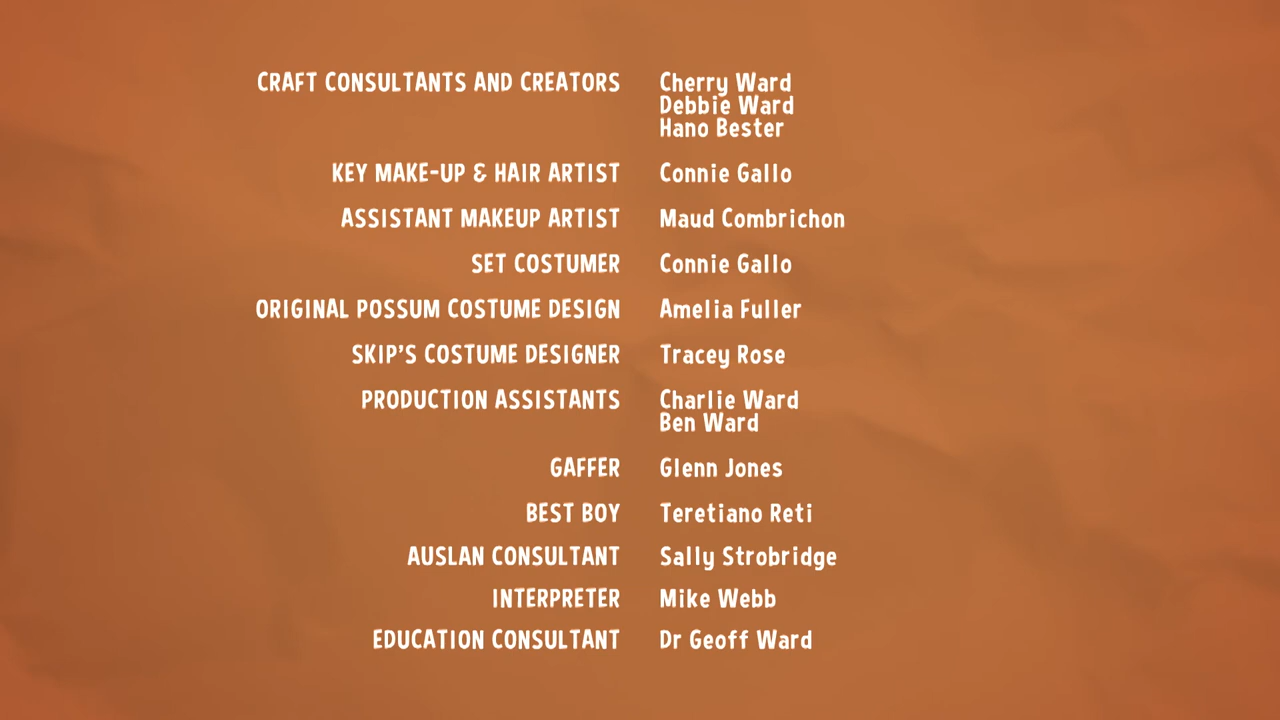 CRAFT CONSULTANTS AND CREATORS Cherry Ward
Debbie Ward
Hano Bester
KEY MAKE-UP & HAIR ARTIST Connie Gallo
ASSISTANT MAKEUP ARTIST Maud Combrichon
SET COSTUMER Connie Gallo
ORIGINAL POSSUM COSTUME DESIGN Amelia Fuller
SKIP'S COSTUME DESIGNER Tracey Rose
PRODUCTION ASSISTANTS Charlie Ward
Ben Ward
GAFFER Glenn Jones
BEST BOY Teretiano Reti
AUSLAN CONSULTANT Sally Strobridge
INTERPRETER Mike Webb
EDUCATION CONSULTANT Dr Geoff Ward